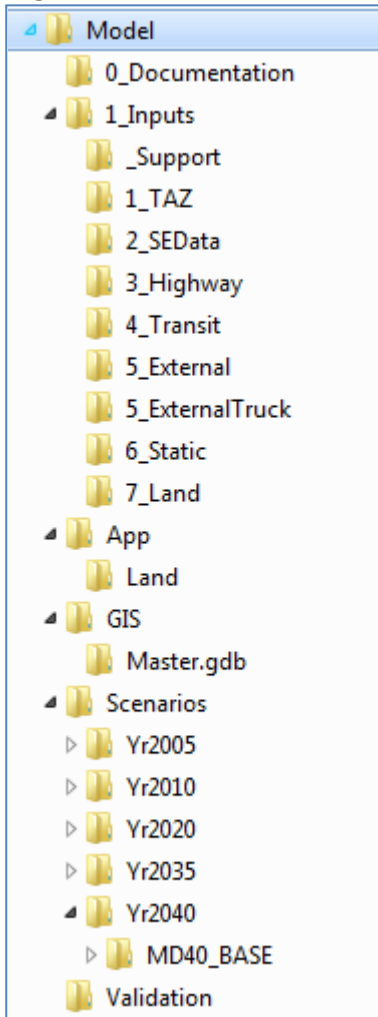 Model
0_Documentation
1_Inputs
_Support
1_TAZ
2_SEData
3_Highway
4_Transit
5_External
5_ExternalTruck
6_Static
7_Land
App
Land
GIS
Master.gdb
Scenarios
Yr2005
Yr2010
Yr2020
Yr2035
Yr2040
MD40_BASE
Validation